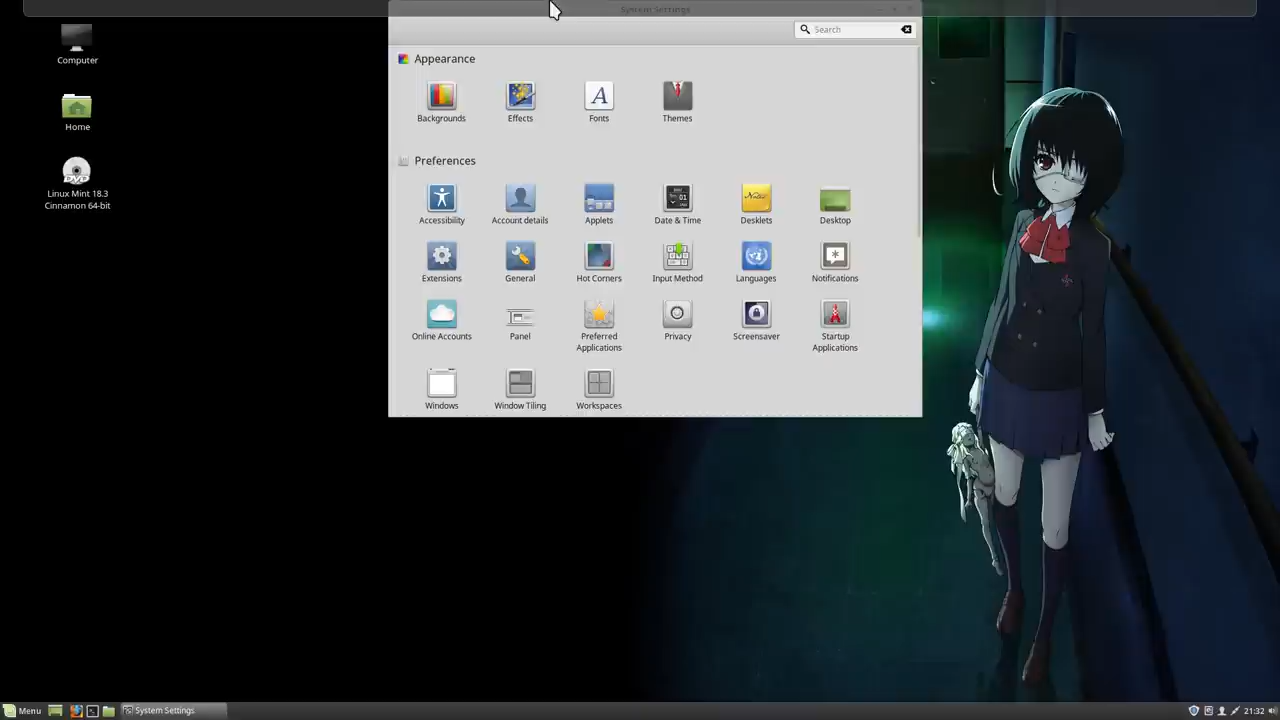 System Settings
Search
Computer
Home
Linux Mint 18.3
Cinnamon 64-bit
Appearance
Backgrounds
Effects
Fonts
Themes
Preferences
Accessibility
Account details
Applets
Date & Time
Desklets
Desktop
Extensions
General
Hot Corners
Input Method
Languages
Notifications
Online Accounts
Panel
Preferred
Applications
Privacy
Screensaver
Startup
Applications
Windows
Window Tiling
Workspaces
Menu
System Settings
21:32